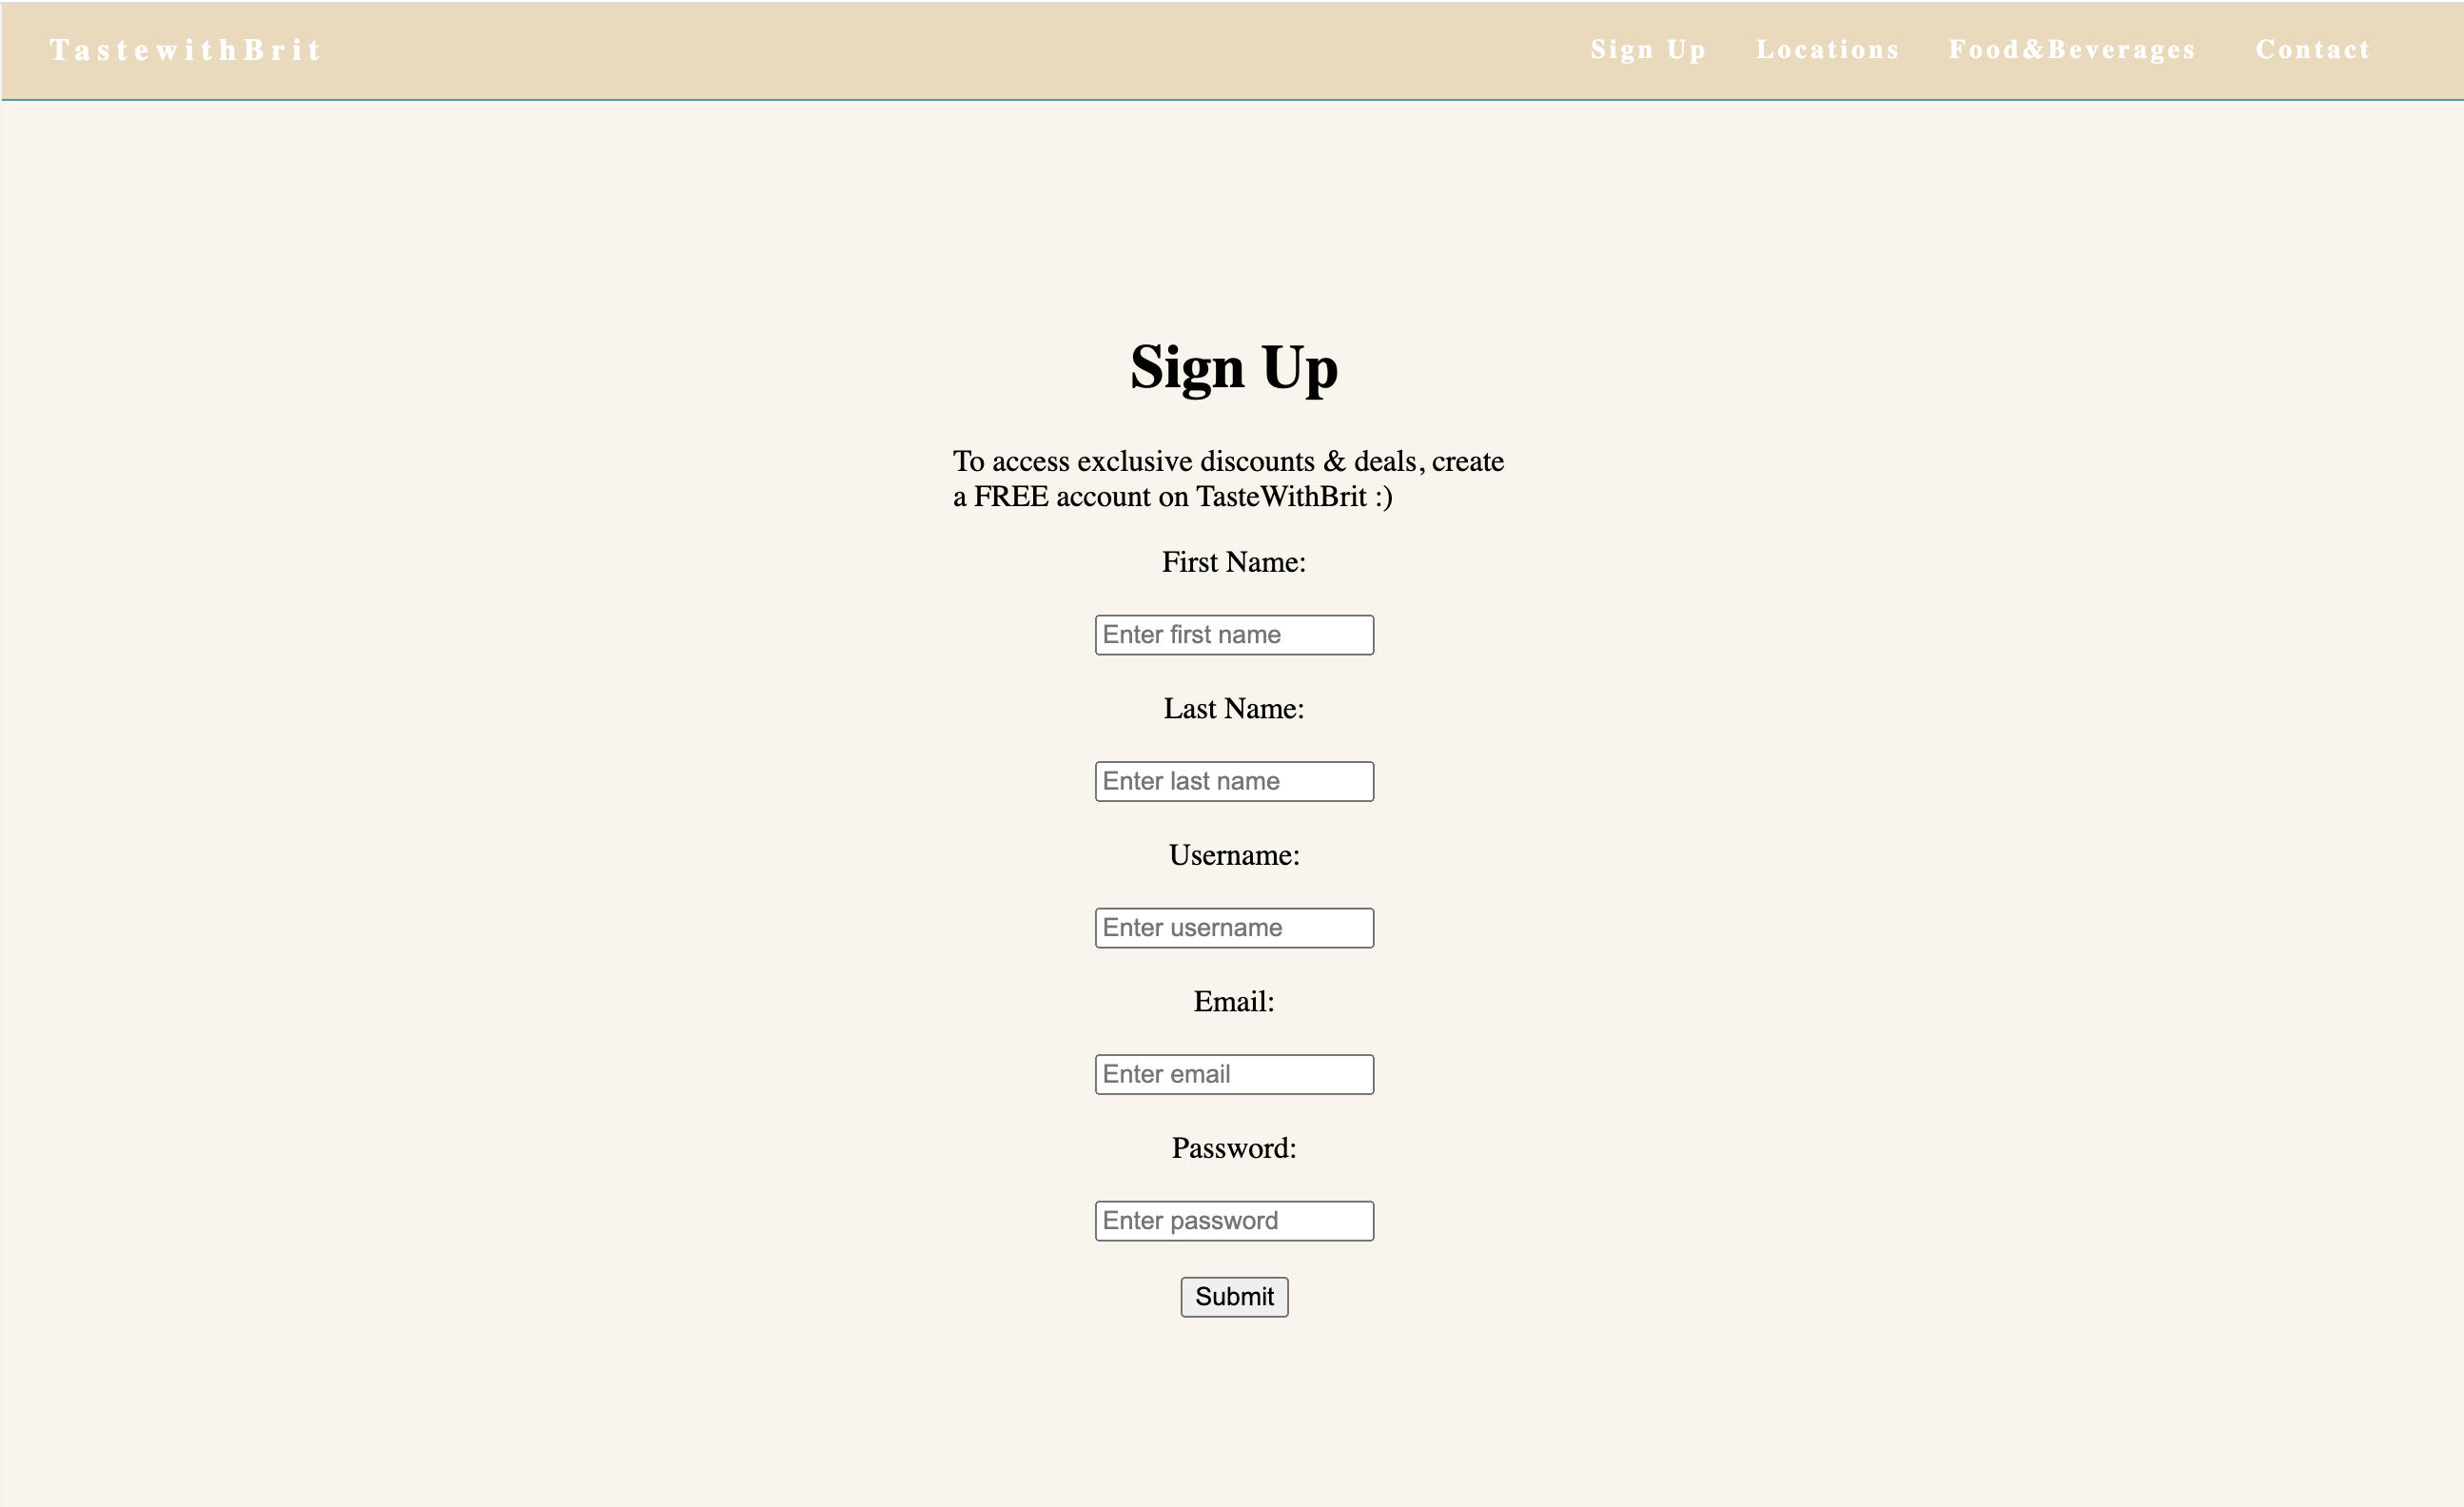 TastewithBrit
Sign Up Locations Food&Beverages Contact
Sign Up
To access exclusive discounts & deals, create
a FREE account on TasteWithBrit :)
First Name:
Enter first name
Last Name:
Enter last name
Username:
Enter username
Email:
Enter email
Password:
Enter password
Submit